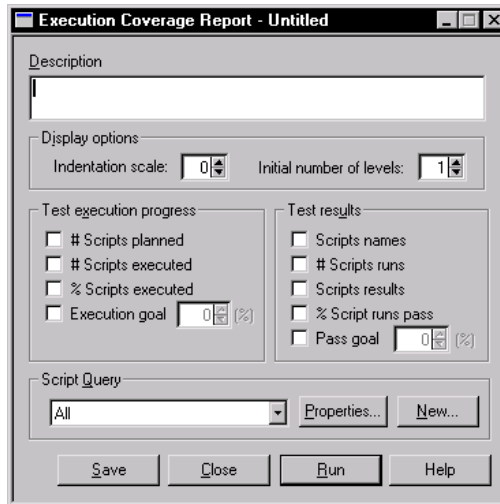 Execution Coverage Report - Untitled
Description
Display options
Indentation scale: 0 Initial number of levels: 1
Test execution progress
# Scripts planned
# Scripts executed
% Scripts executed
Execution goal 0 (%)
Test results
Scripts names
# Scripts runs
Scripts results
% Script runs pass
Pass goal 0 (%)
Script Query
All Properties... New...
Save Close Run Help